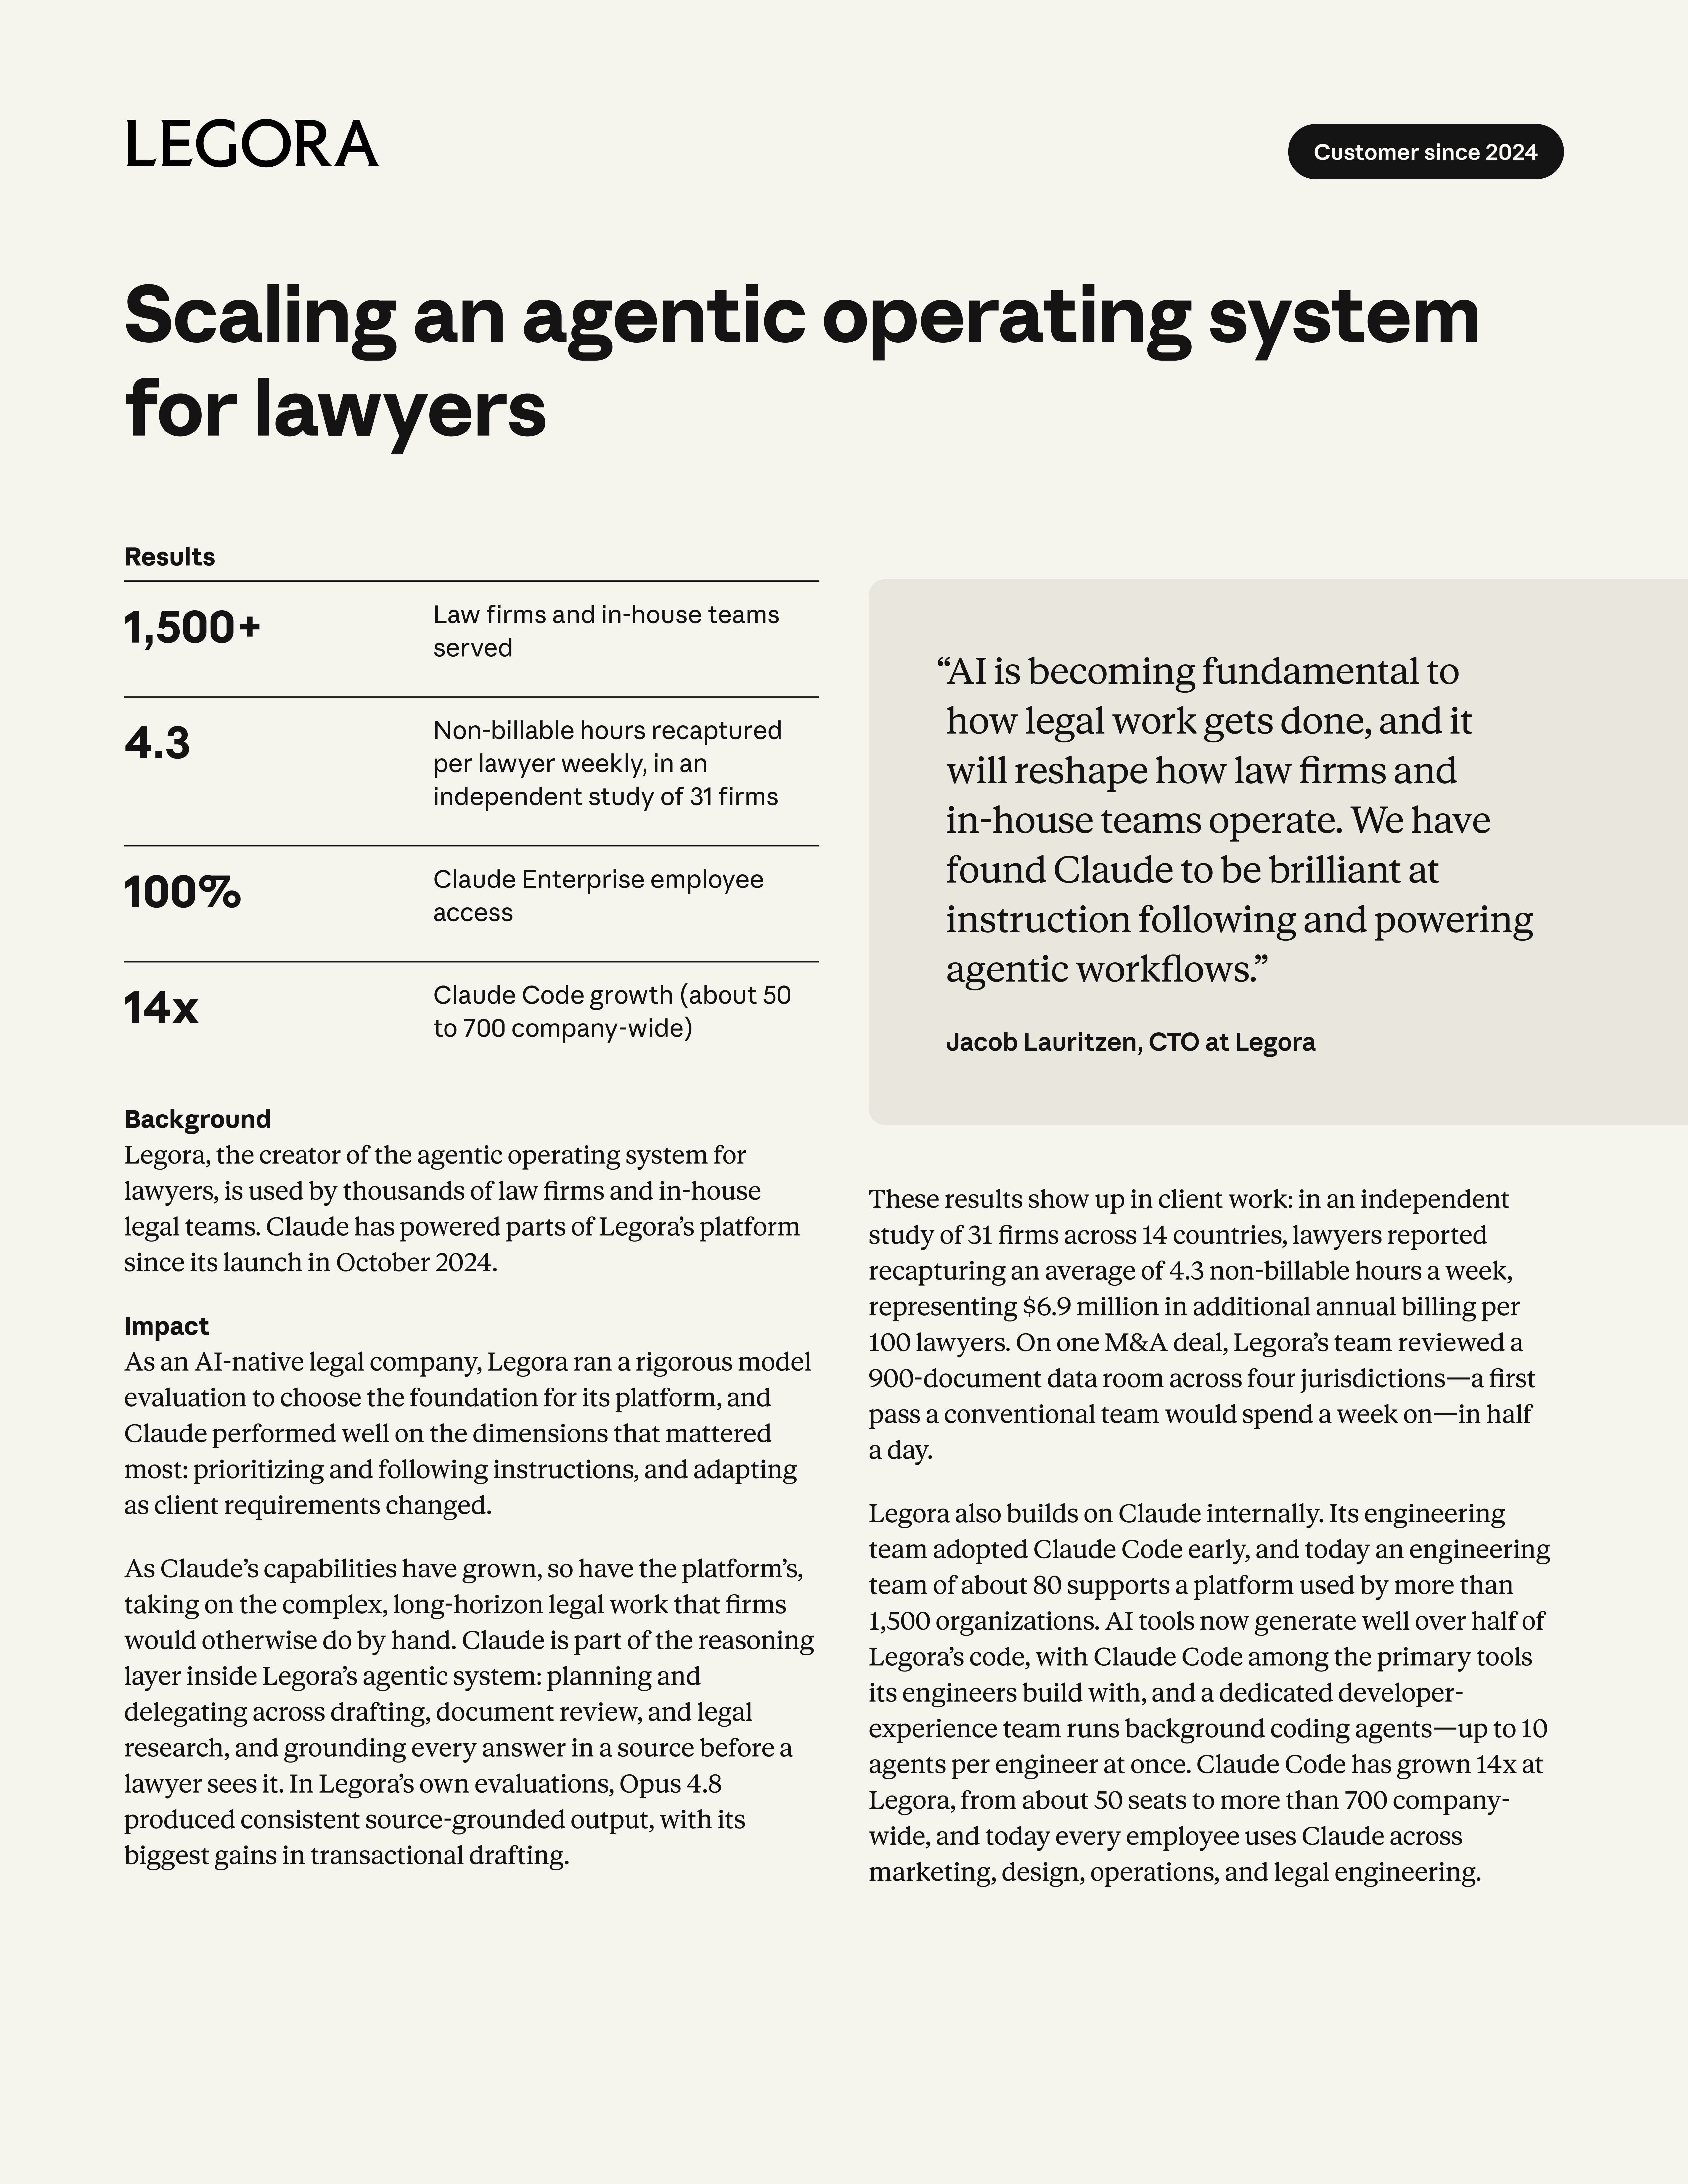 LEGORA
Customer since 2024
Scaling an agentic operating system
for lawyers
Results
1,500+
Law firms and in-house teams
served
4.3
Non-billable hours recaptured
per lawyer weekly, in an
independent study of 31 firms
100%
Claude Enterprise employee
access
14x
Claude Code growth (about 50
to 700 company-wide)
Background
Legora, the creator of the agentic operating system for
lawyers, is used by thousands of law firms and in-house
legal teams. Claude has powered parts of Legora’s platform
since its launch in October 2024.
Impact
As an AI-native legal company, Legora ran a rigorous model
evaluation to choose the foundation for its platform, and
Claude performed well on the dimensions that mattered
most: prioritizing and following instructions, and adapting
as client requirements changed.
As Claude’s capabilities have grown, so have the platform’s,
taking on the complex, long-horizon legal work that firms
would otherwise do by hand. Claude is part of the reasoning
layer inside Legora’s agentic system: planning and
delegating across drafting, document review, and legal
research, and grounding every answer in a source before a
lawyer sees it. In Legora’s own evaluations, Opus 4.8
produced consistent source-grounded output, with its
biggest gains in transactional drafting.
“AI is becoming fundamental to
how legal work gets done, and it
will reshape how law firms and
in-house teams operate. We have
found Claude to be brilliant at
instruction following and powering
agentic workflows.”
Jacob Lauritzen, CTO at Legora
These results show up in client work: in an independent
study of 31 firms across 14 countries, lawyers reported
recapturing an average of 4.3 non-billable hours a week,
representing $6.9 million in additional annual billing per
100 lawyers. On one M&A deal, Legora’s team reviewed a
900-document data room across four jurisdictions—a first
pass a conventional team would spend a week on—in half
a day.
Legora also builds on Claude internally. Its engineering
team adopted Claude Code early, and today an engineering
team of about 80 supports a platform used by more than
1,500 organizations. AI tools now generate well over half of
Legora’s code, with Claude Code among the primary tools
its engineers build with, and a dedicated developer-
experience team runs background coding agents—up to 10
agents per engineer at once. Claude Code has grown 14x at
Legora, from about 50 seats to more than 700 company-
wide, and today every employee uses Claude across
marketing, design, operations, and legal engineering.